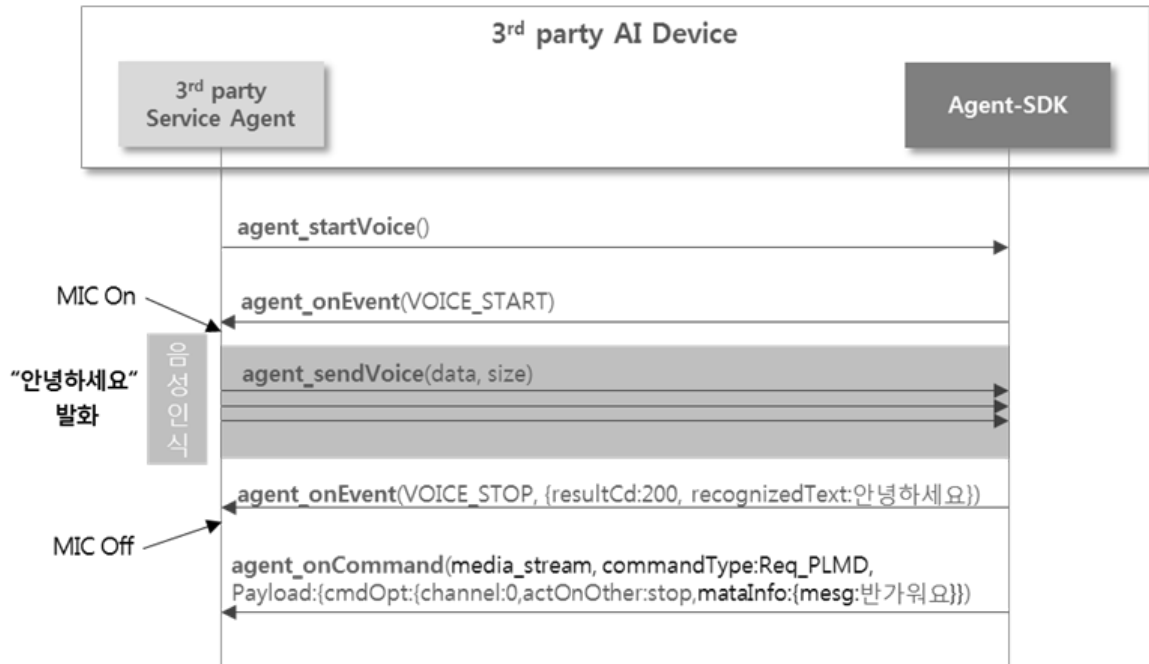 3rd party AI Device
3rd party
Service Agent
Agent-SDK
agent_startVoice()
MIC On
agent_onEvent(VOICE_START)
음성인식
"안녕하세요"
발화
agent_sendVoice(data, size)
agent_onEvent(VOICE_STOP, {resultCd:200, recognizedText:안녕하세요})
MIC Off
agent_onCommand(media_stream, commandType:Req_PLMD,
Payload:{cmdOpt:{channel:0,actOnOther:stop,mataInfo:{mesg:반가워요}})